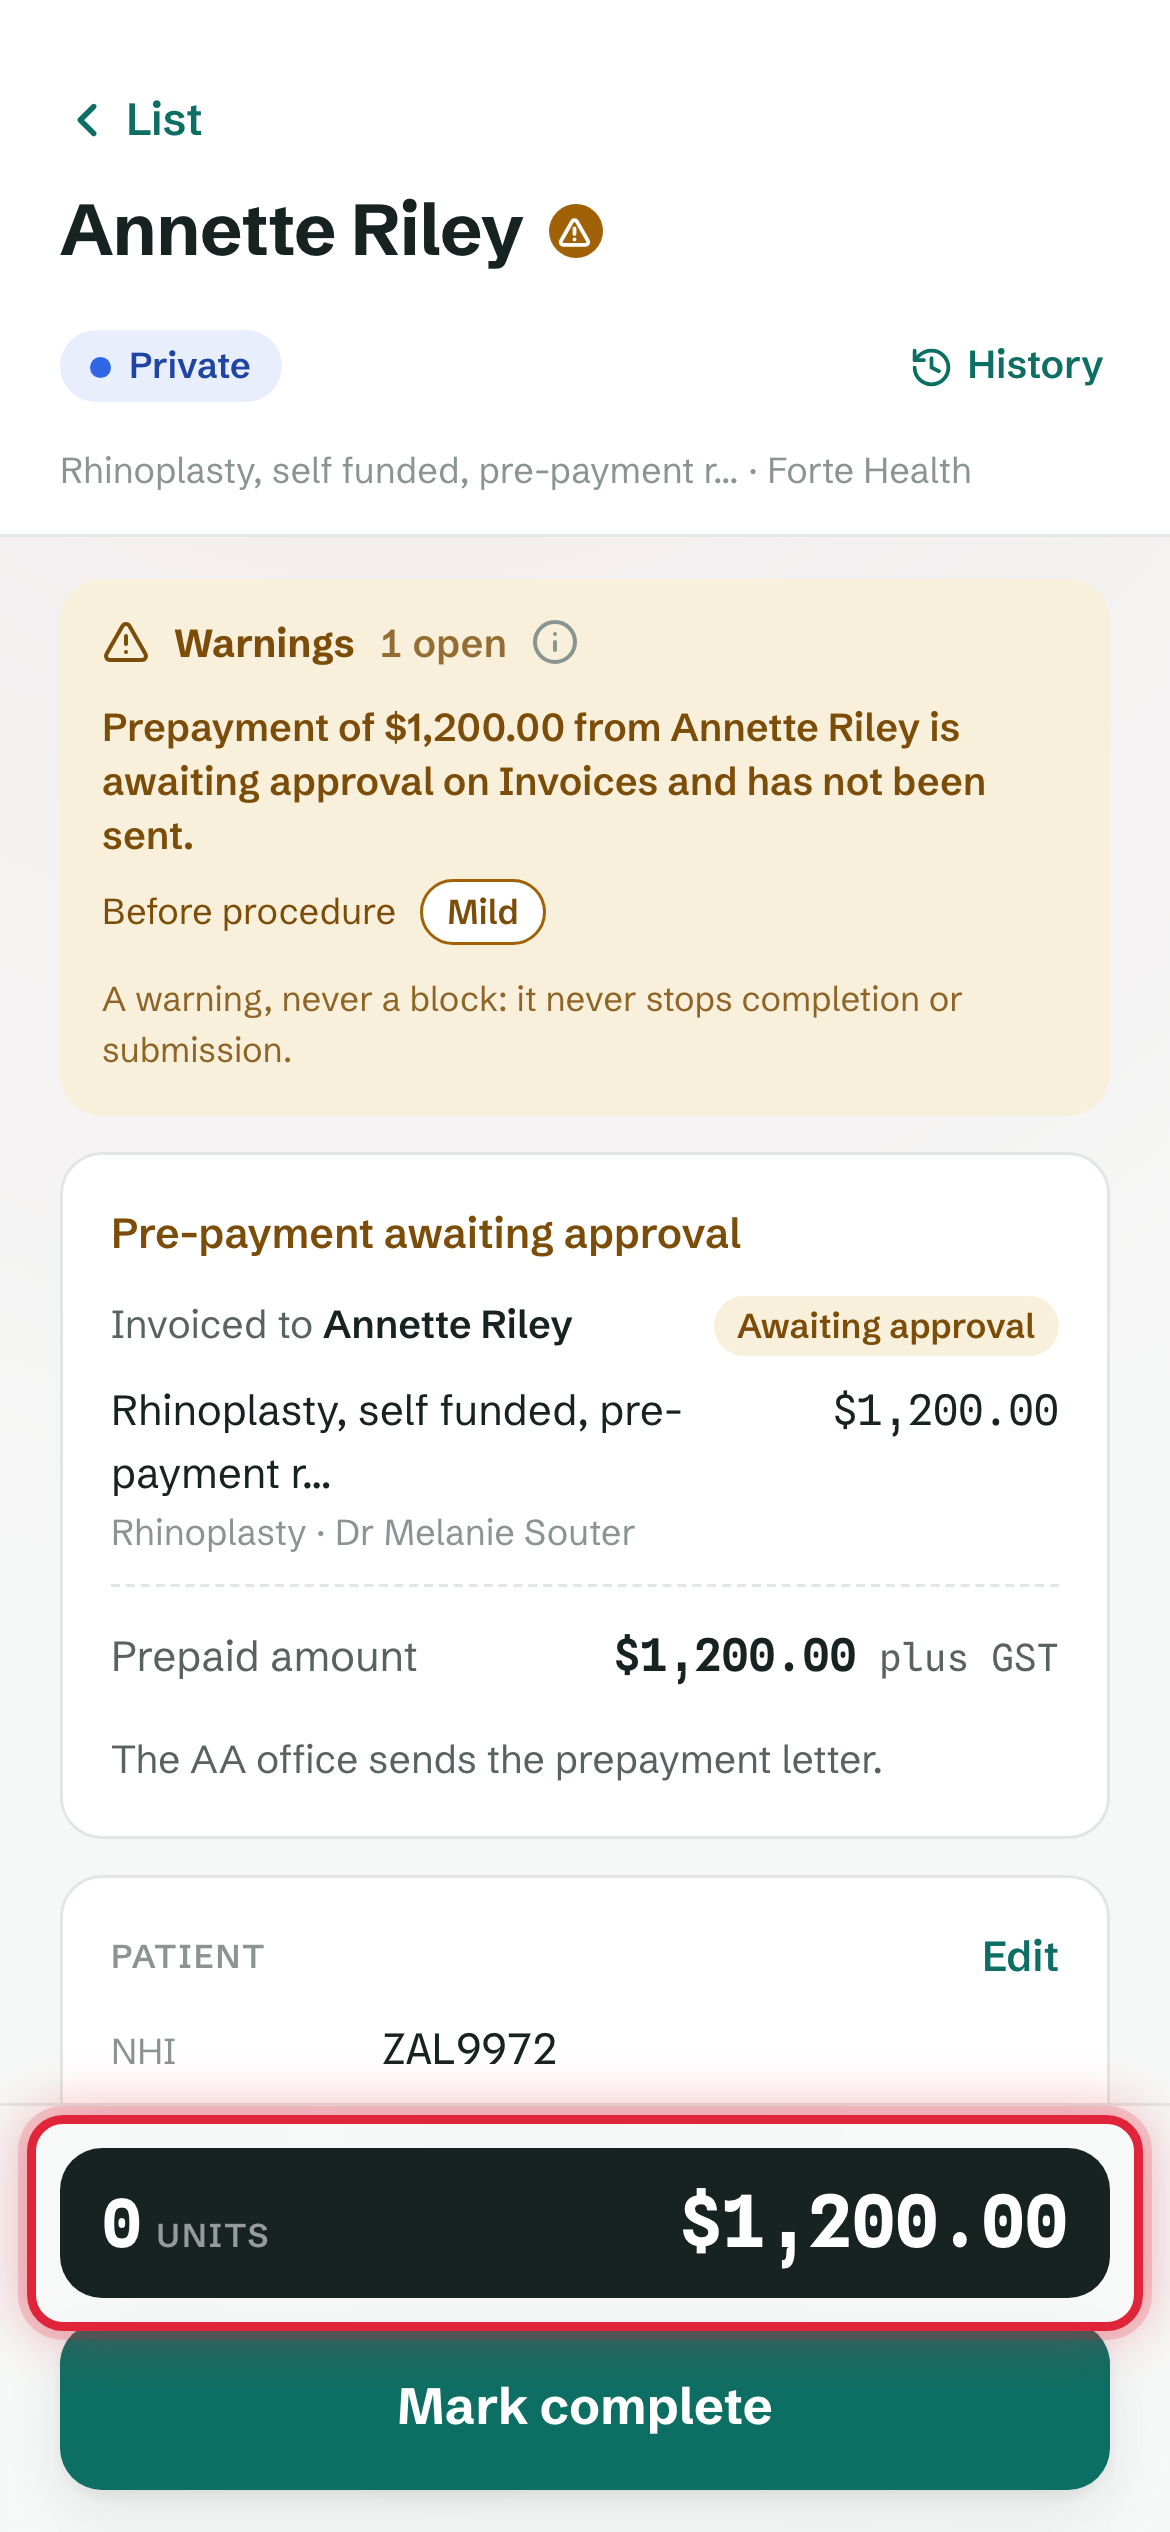 List
Annette Riley
Private
History
Rhinoplasty, self funded, pre-payment r... · Forte Health
Warnings 1 open
Prepayment of $1,200.00 from Annette Riley is
awaiting approval on Invoices and has not been
sent.
Before procedure Mild
A warning, never a block: it never stops completion or
submission.
Pre-payment awaiting approval
Invoiced to Annette Riley Awaiting approval
Rhinoplasty, self funded, pre- $1,200.00
payment r...
Rhinoplasty · Dr Melanie Souter
Prepaid amount $1,200.00 plus GST
The AA office sends the prepayment letter.
PATIENT Edit
NHI ZAL9972
0 UNITS $1,200.00
Mark complete